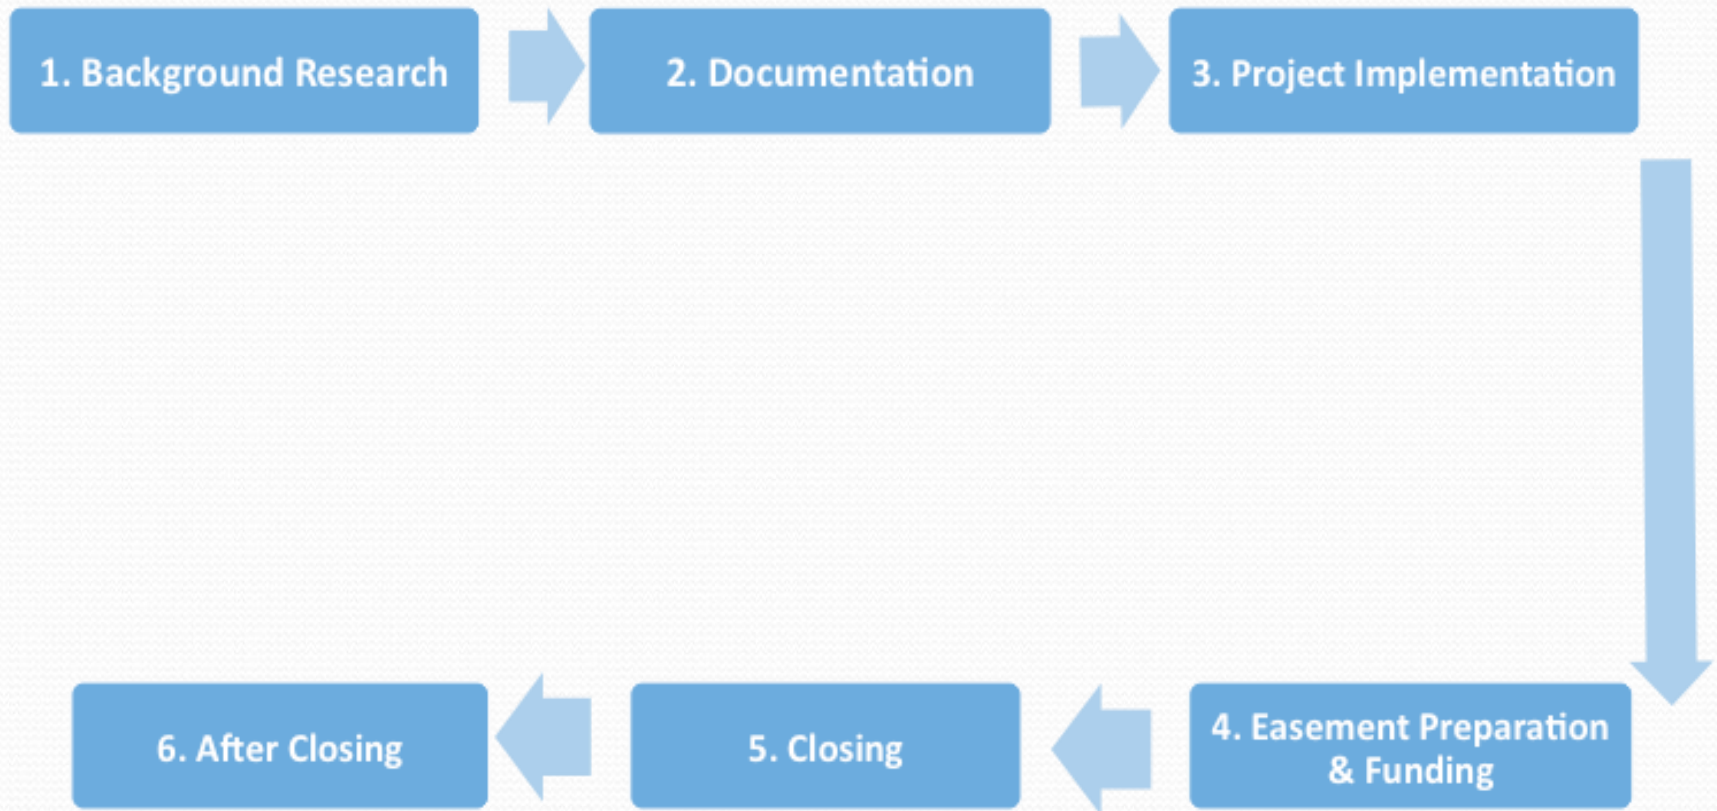 1. Background Research
2. Documentation
3. Project Implementation
4. Easement Preparation
& Funding
5. Closing
6. After Closing